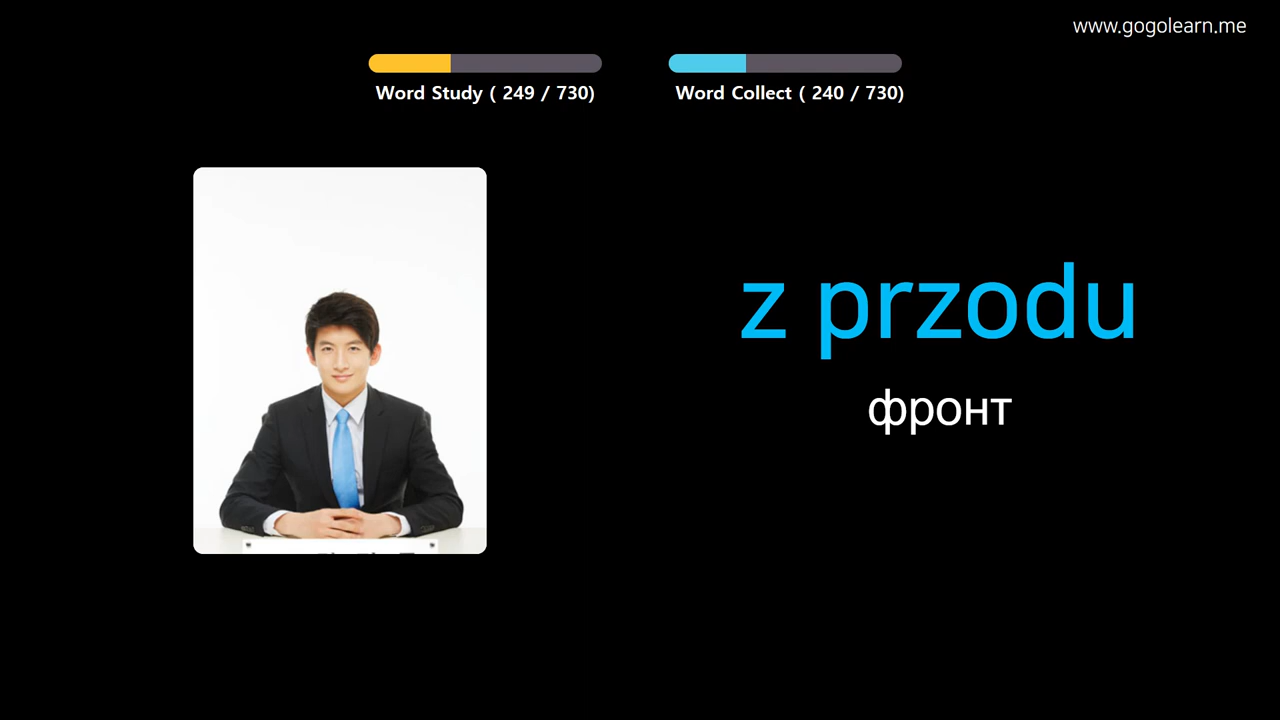 www.gogolearn.me
Word Study ( 249 / 730)
Word Collect ( 240 / 730)
z przodu
фронт